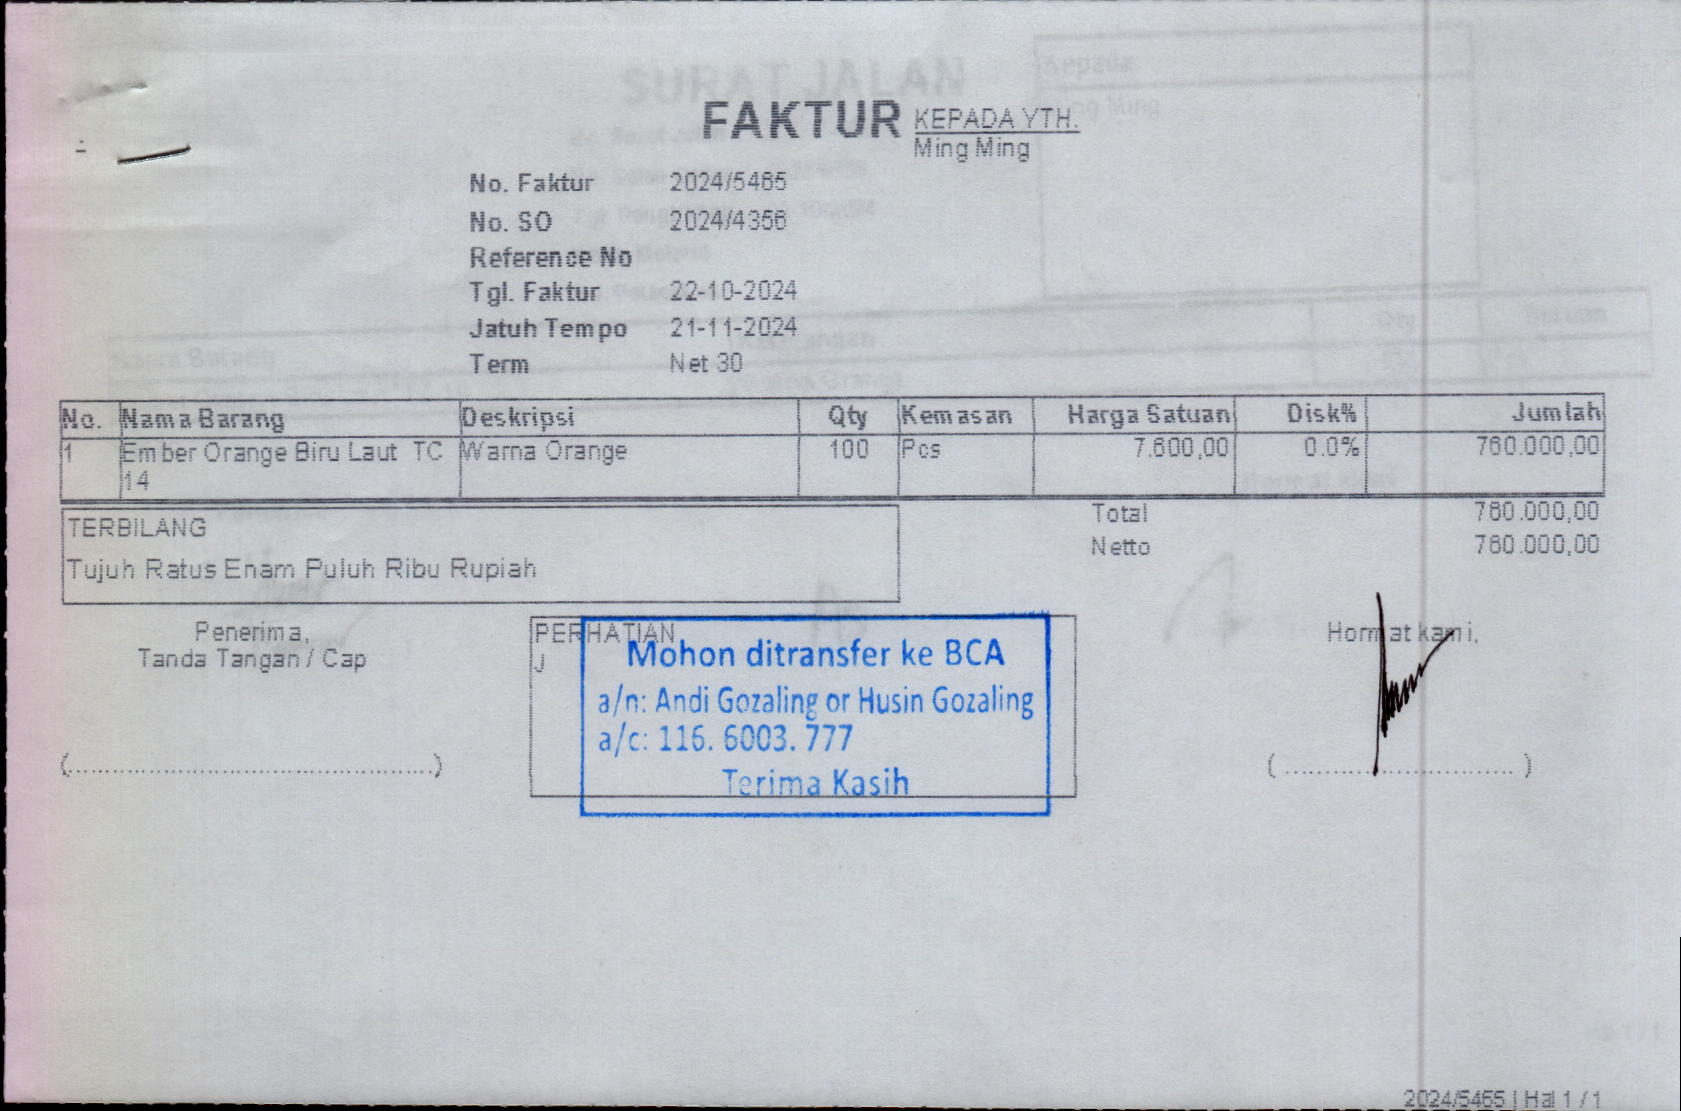 SURAT JALAN
Kepada
FAKTUR
KEPADA YTH.
Ming Ming
No. Faktur 2024/5465
No. SO 2024/4356
Reference No
Tgl. Faktur 22-10-2024
Jatuh Tempo 21-11-2024
Term Net 30
No. Nama Barang Deskripsi Qty Kemasan Harga Satuan Disk% Jumlah
1 Ember Orange Biru Laut TC Warna Orange 100 Pcs 7.600,00 0.0% 760.000,00
14
TERBILANG
Tujuh Ratus Enam Puluh Ribu Rupiah
Total 760.000,00
Netto 760.000,00
Penerima,
Tanda Tangan / Cap
(..............................................)
PERHATIAN
J
Mohon ditransfer ke BCA
a/n: Andi Gozaling or Husin Gozaling
a/c: 116. 6003. 777
Terima Kasih
Hormat kami,
( .............................. )
2024/5465 | Hal 1 / 1